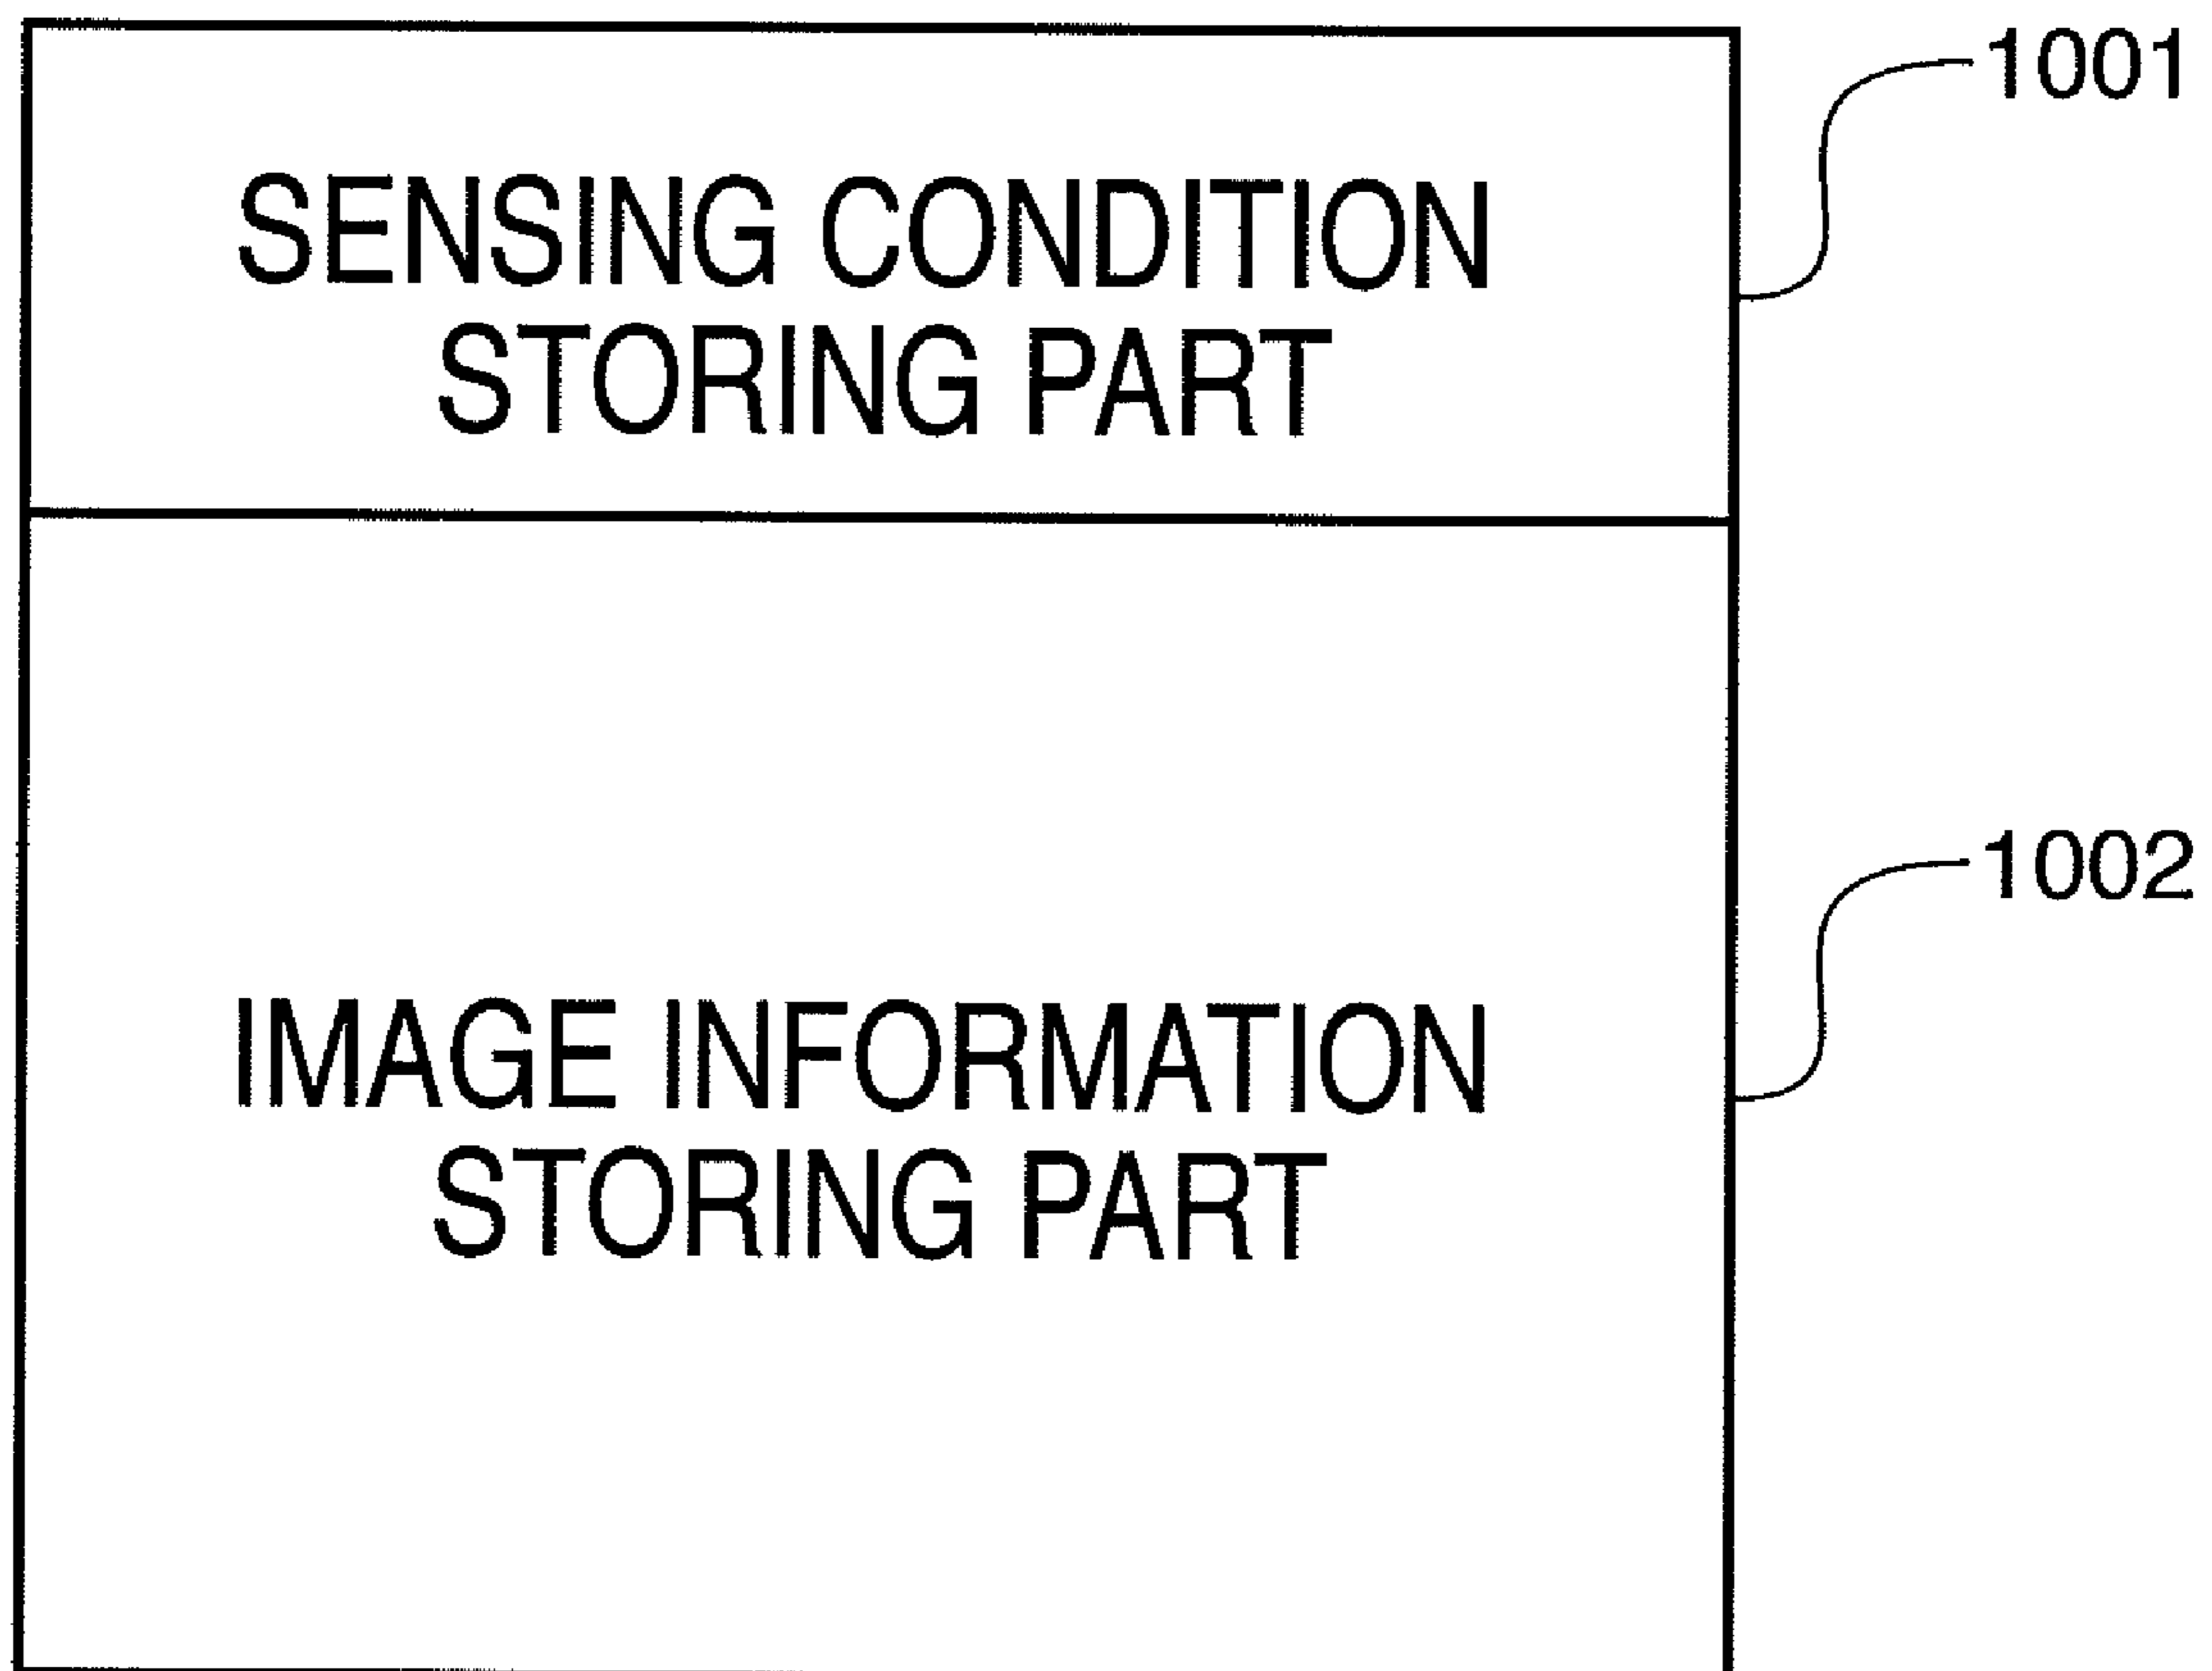 1001
SENSING CONDITION
STORING PART
1002
IMAGE INFORMATION
STORING PART